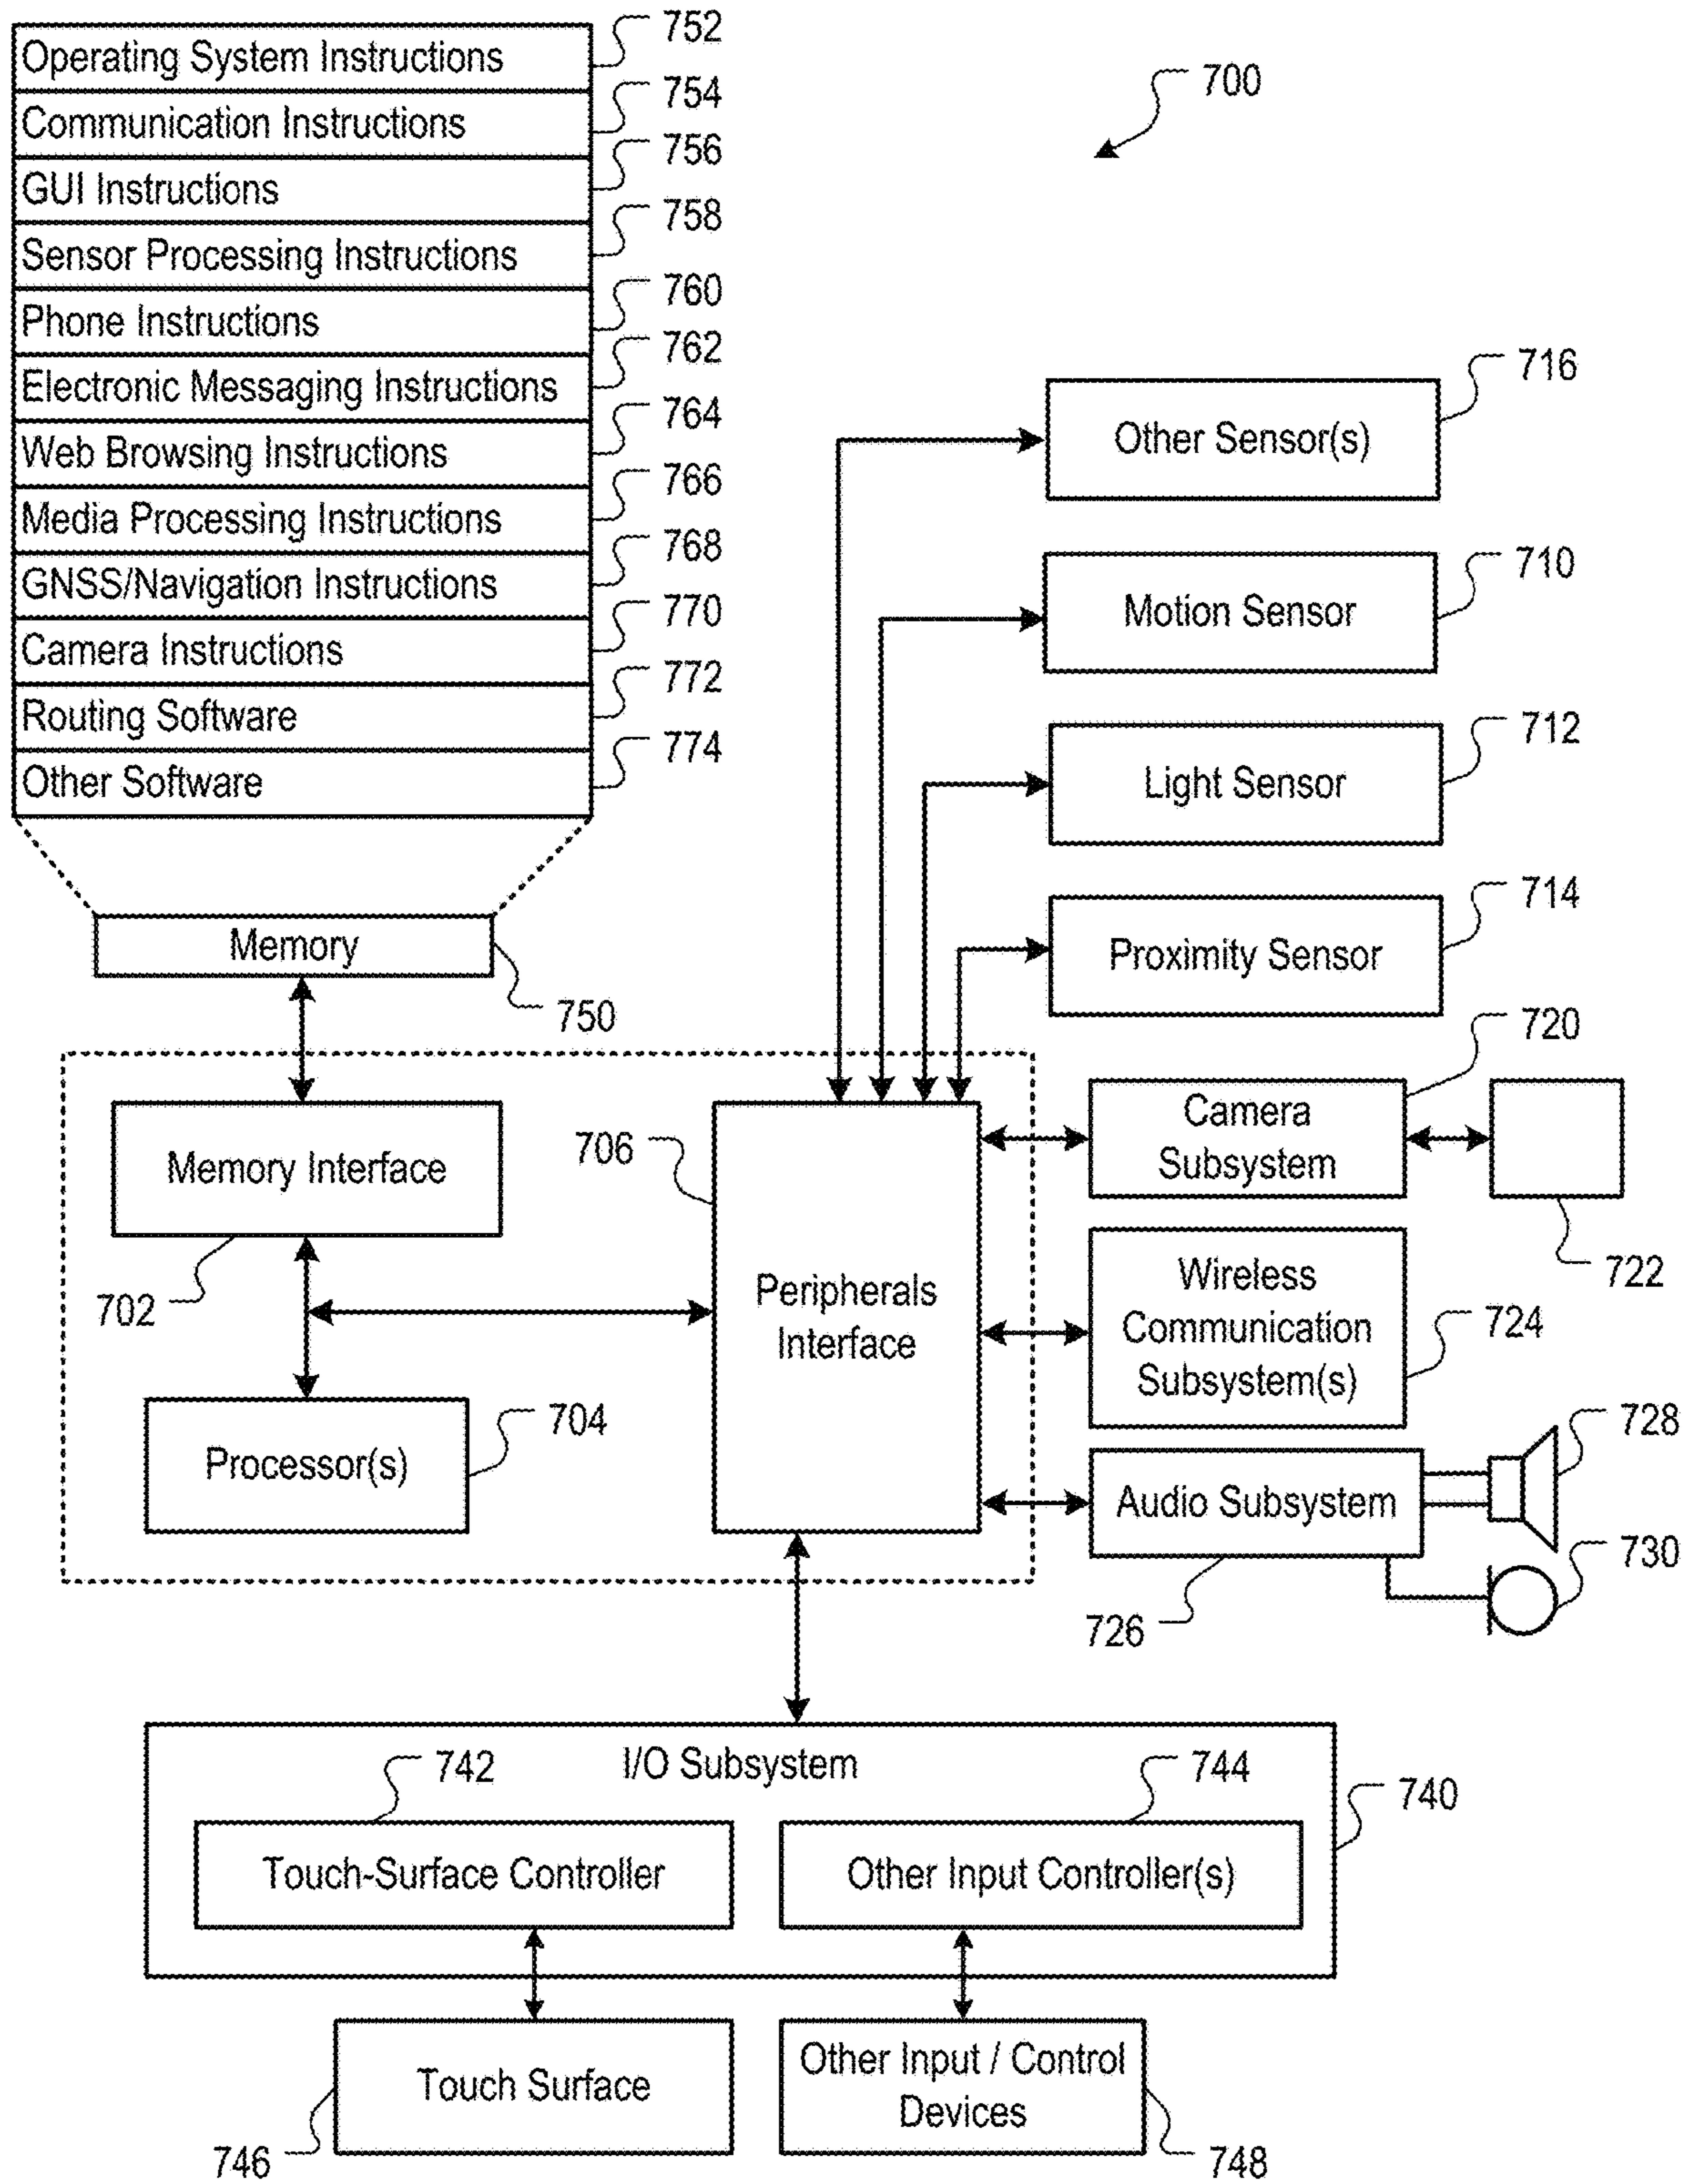 752
Operating System Instructions
700
754
Communication Instructions
756
GUI Instructions
758
Sensor Processing Instructions
760
Phone Instructions
762
Electronic Messaging Instructions
764
Web Browsing Instructions
766
Media Processing Instructions
768
GNSS/Navigation Instructions
770
Camera Instructions
772
Routing Software
774
Other Software
Memory
750
716
Other Sensor(s)
710
Motion Sensor
712
Light Sensor
714
Proximity Sensor
720
Camera
Subsystem
722
Memory Interface
702
706
Peripherals
Interface
Wireless
Communication
Subsystem(s)
724
Processor(s)
704
Audio Subsystem
728
730
726
I/O Subsystem
742
744
740
Touch-Surface Controller
Other Input Controller(s)
Touch Surface
746
Other Input / Control
Devices
748